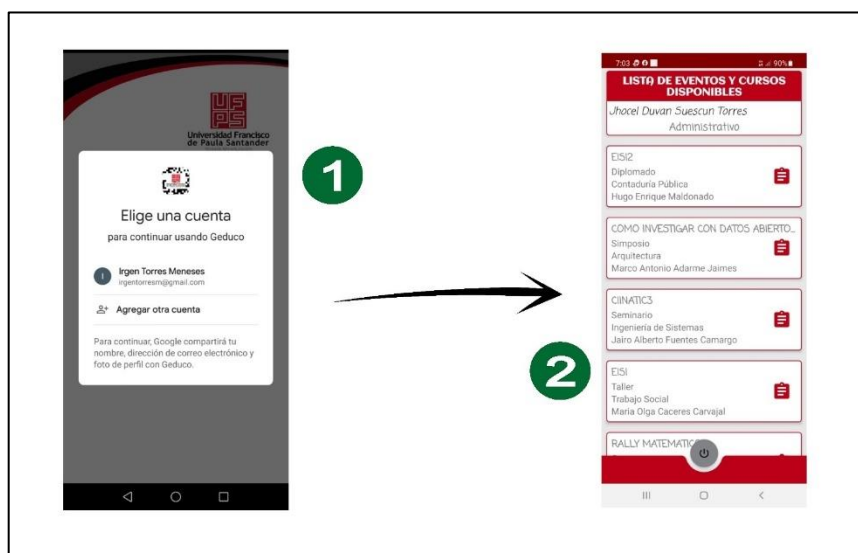 UF
PS
Universidad Francisco
de Paula Santander
1
Elige una cuenta
para continuar usando Geduco
I
Irgen Torres Meneses
irgentorresm@gmail.com
Agregar otra cuenta
Para continuar, Google compartirá tu
nombre, dirección de correo electrónico y
foto de perfil con Geduco.
2
7:03
90%
LISTA DE EVENTOS Y CURSOS
DISPONIBLES
Jhocel Duvan Suescun Torres
Administrativo
EISI2
Diplomado
Contaduría Pública
Hugo Enrique Maldonado
COMO INVESTIGAR CON DATOS ABIERTO...
Simposio
Arquitectura
Marco Antonio Adarme Jaimes
CIINATIC3
Seminario
Ingeniería de Sistemas
Jairo Alberto Fuentes Camargo
EISI
Taller
Trabajo Social
Maria Olga Caceres Carvajal
RALLY MATEMATIC